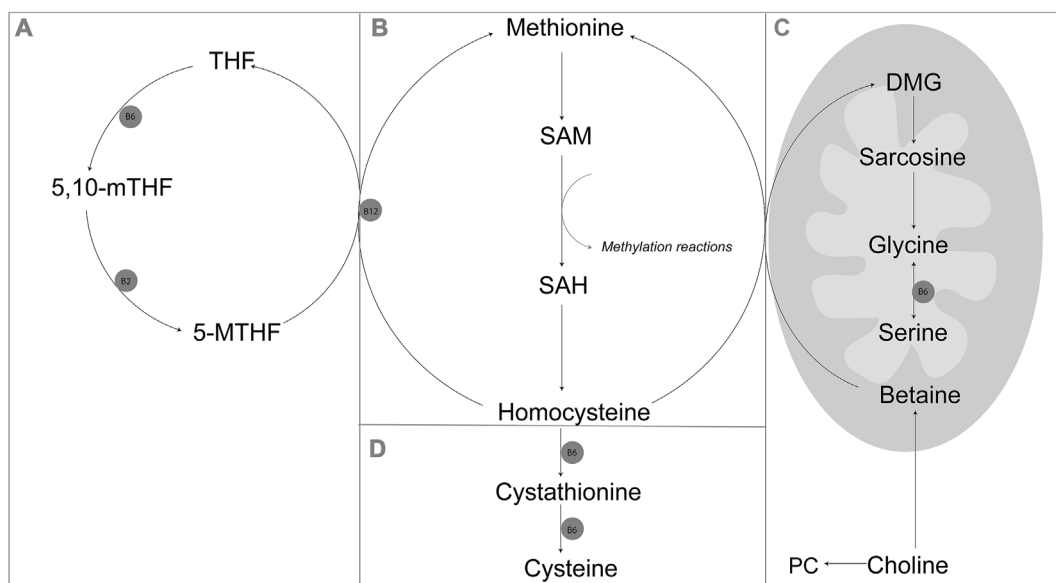 A
THF
B6
5,10-mTHF
B2
5-MTHF
B
Methionine
SAM
B12
Methylation reactions
SAH
Homocysteine
C
DMG
Sarcosine
Glycine
B6
Serine
Betaine
PC
Choline
D
B6
Cystathionine
B6
Cysteine